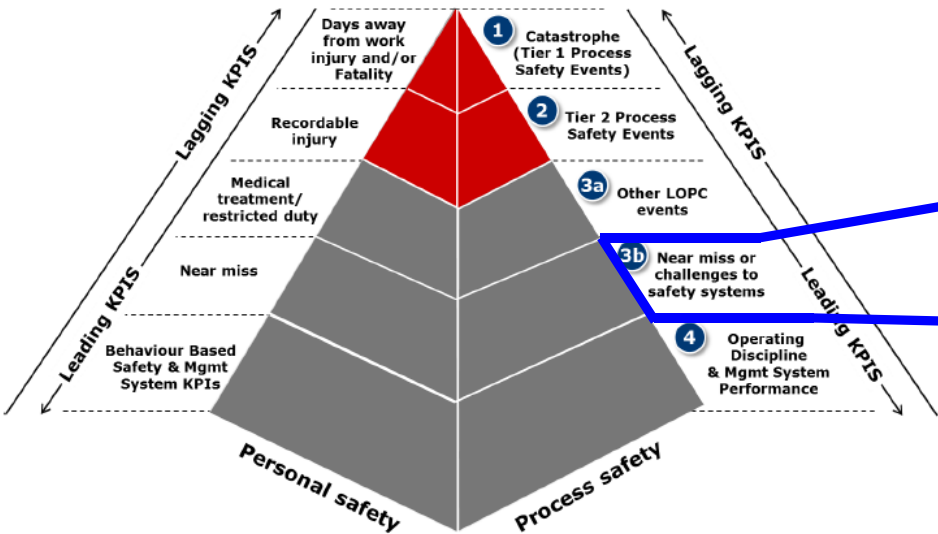 Days away
from work
injury and/or
Fatality
1
Catastrophe
(Tier 1 Process
Safety Events)
Lagging KPIS
Lagging KPIS
Recordable
injury
2
Tier 2 Process
Safety Events
Medical
treatment/
restricted duty
3a
Other LOPC
events
Near miss
3b
Near miss or
challenges to
safety systems
Leading KPIS
Leading KPIS
Behaviour Based
Safety & Mgmt
System KPIs
4
Operating
Discipline
& Mgmt System
Performance
Personal safety
Process safety